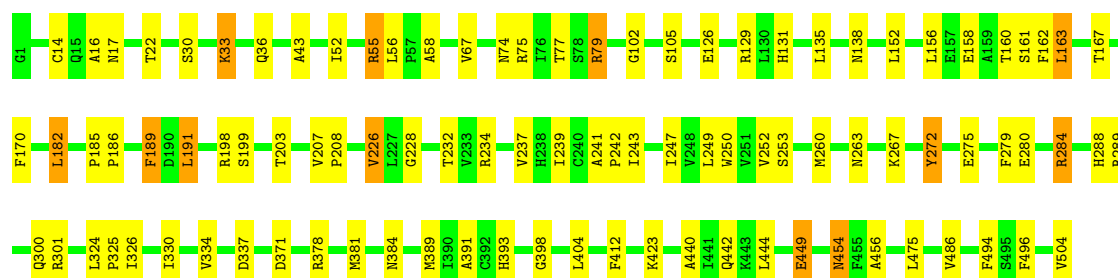 G1 C14 Q15 A16 N17 T22 S30 K33 Q36 A43 I52 R55 L56 P57 A58 V67 N74 R75 I76 T77 S78 R79 G102 S105 E126 R129 L130 H131 L135 N138 L152 L156 E157 E158 A159 T160 S161 F162 L163 T167
F170 L182 P185 P186 F189 D190 L191 R198 S199 T203 V207 P208 V226 L227 G228 T232 V233 R234 V237 H238 I239 C240 A241 P242 I243 I247 V248 L249 W250 V251 V252 S253 M260 N263 K267 Y272 E275 F279 E280 R284 H288
Q300 R301 L324 P325 I326 I330 V334 D337 D371 R378 M381 N384 M389 I390 A391 C392 H393 G398 L404 F412 K423 A440 I441 Q442 K443 L444 E449 N454 F455 A456 L475 V486 F494 S495 F496 V504